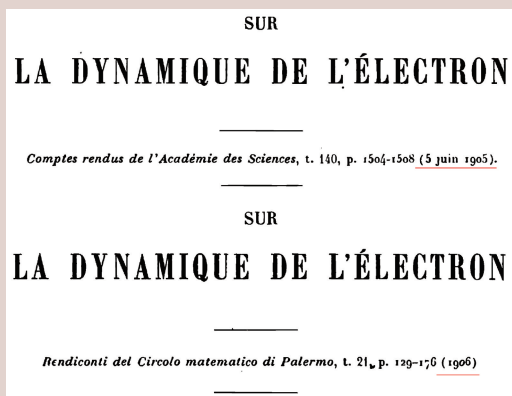 SUR
LA DYNAMIQUE DE L'ÉLECTRON
Comptes rendus de l'Académie des Sciences, t. 140, p. 1504-1508 (5 juin 1905).
SUR
LA DYNAMIQUE DE L'ÉLECTRON
Rendiconti del Circolo matematico di Palermo, t. 21, p. 129-176 (1906)